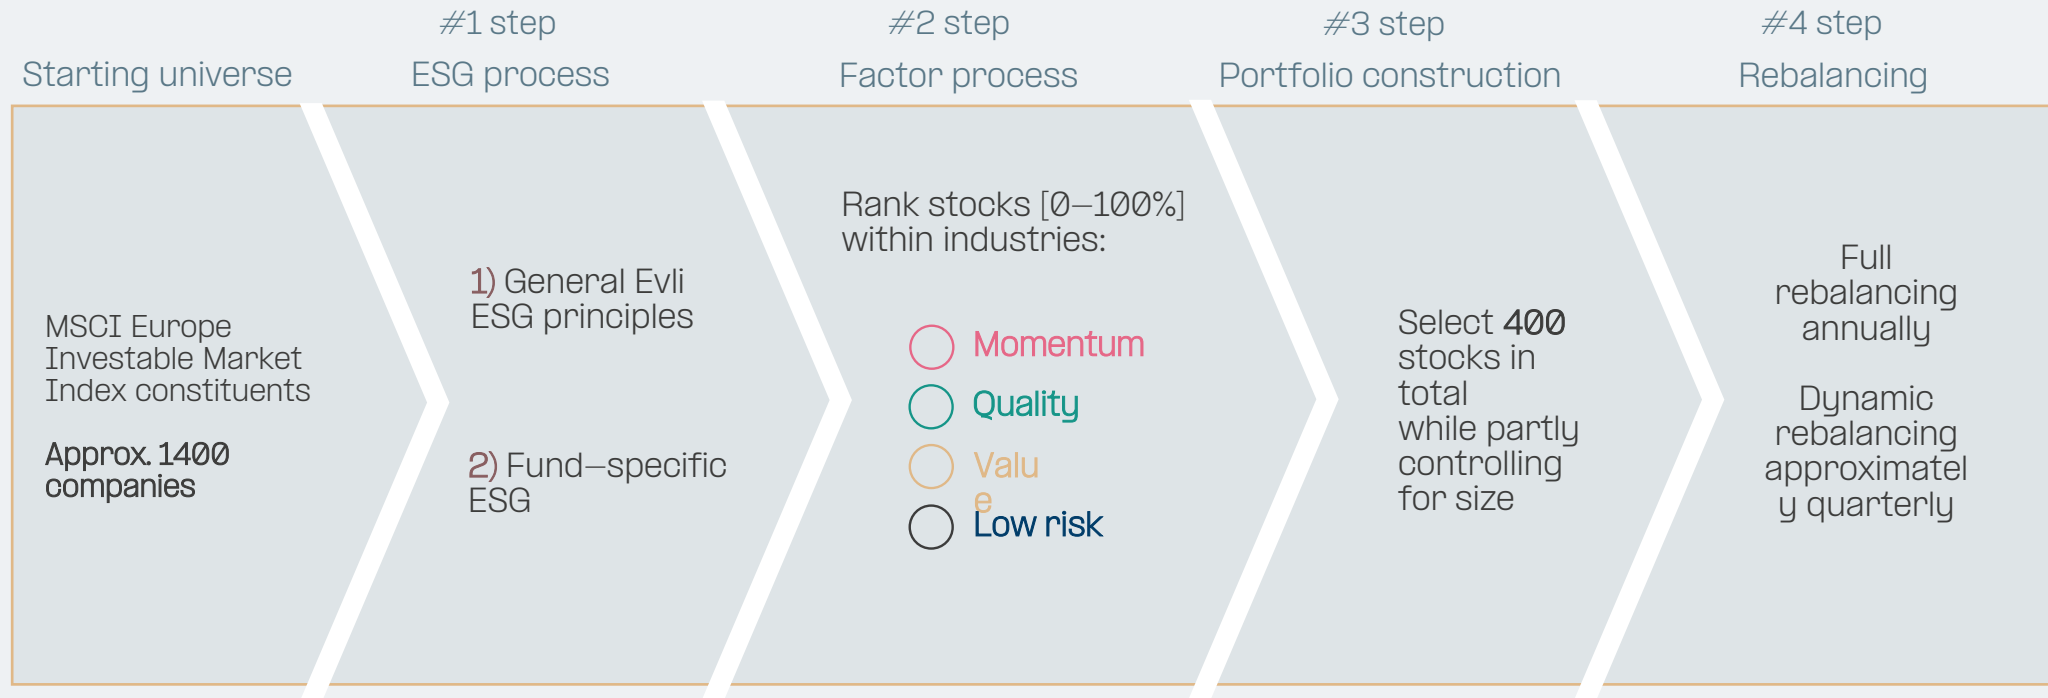 Starting universe
MSCI Europe
Investable Market
Index constituents
Approx. 1400
companies
#1 step
ESG process
1) General Evli
ESG principles
2) Fund–specific
ESG
#2 step
Factor process
Rank stocks [0–100%]
within industries:
Momentum
Quality
Valu
e
Low risk
#3 step
Portfolio construction
Select 400
stocks in
total
while partly
controlling
for size
#4 step
Rebalancing
Full
rebalancing
annually
Dynamic
rebalancing
approximatel
y quarterly